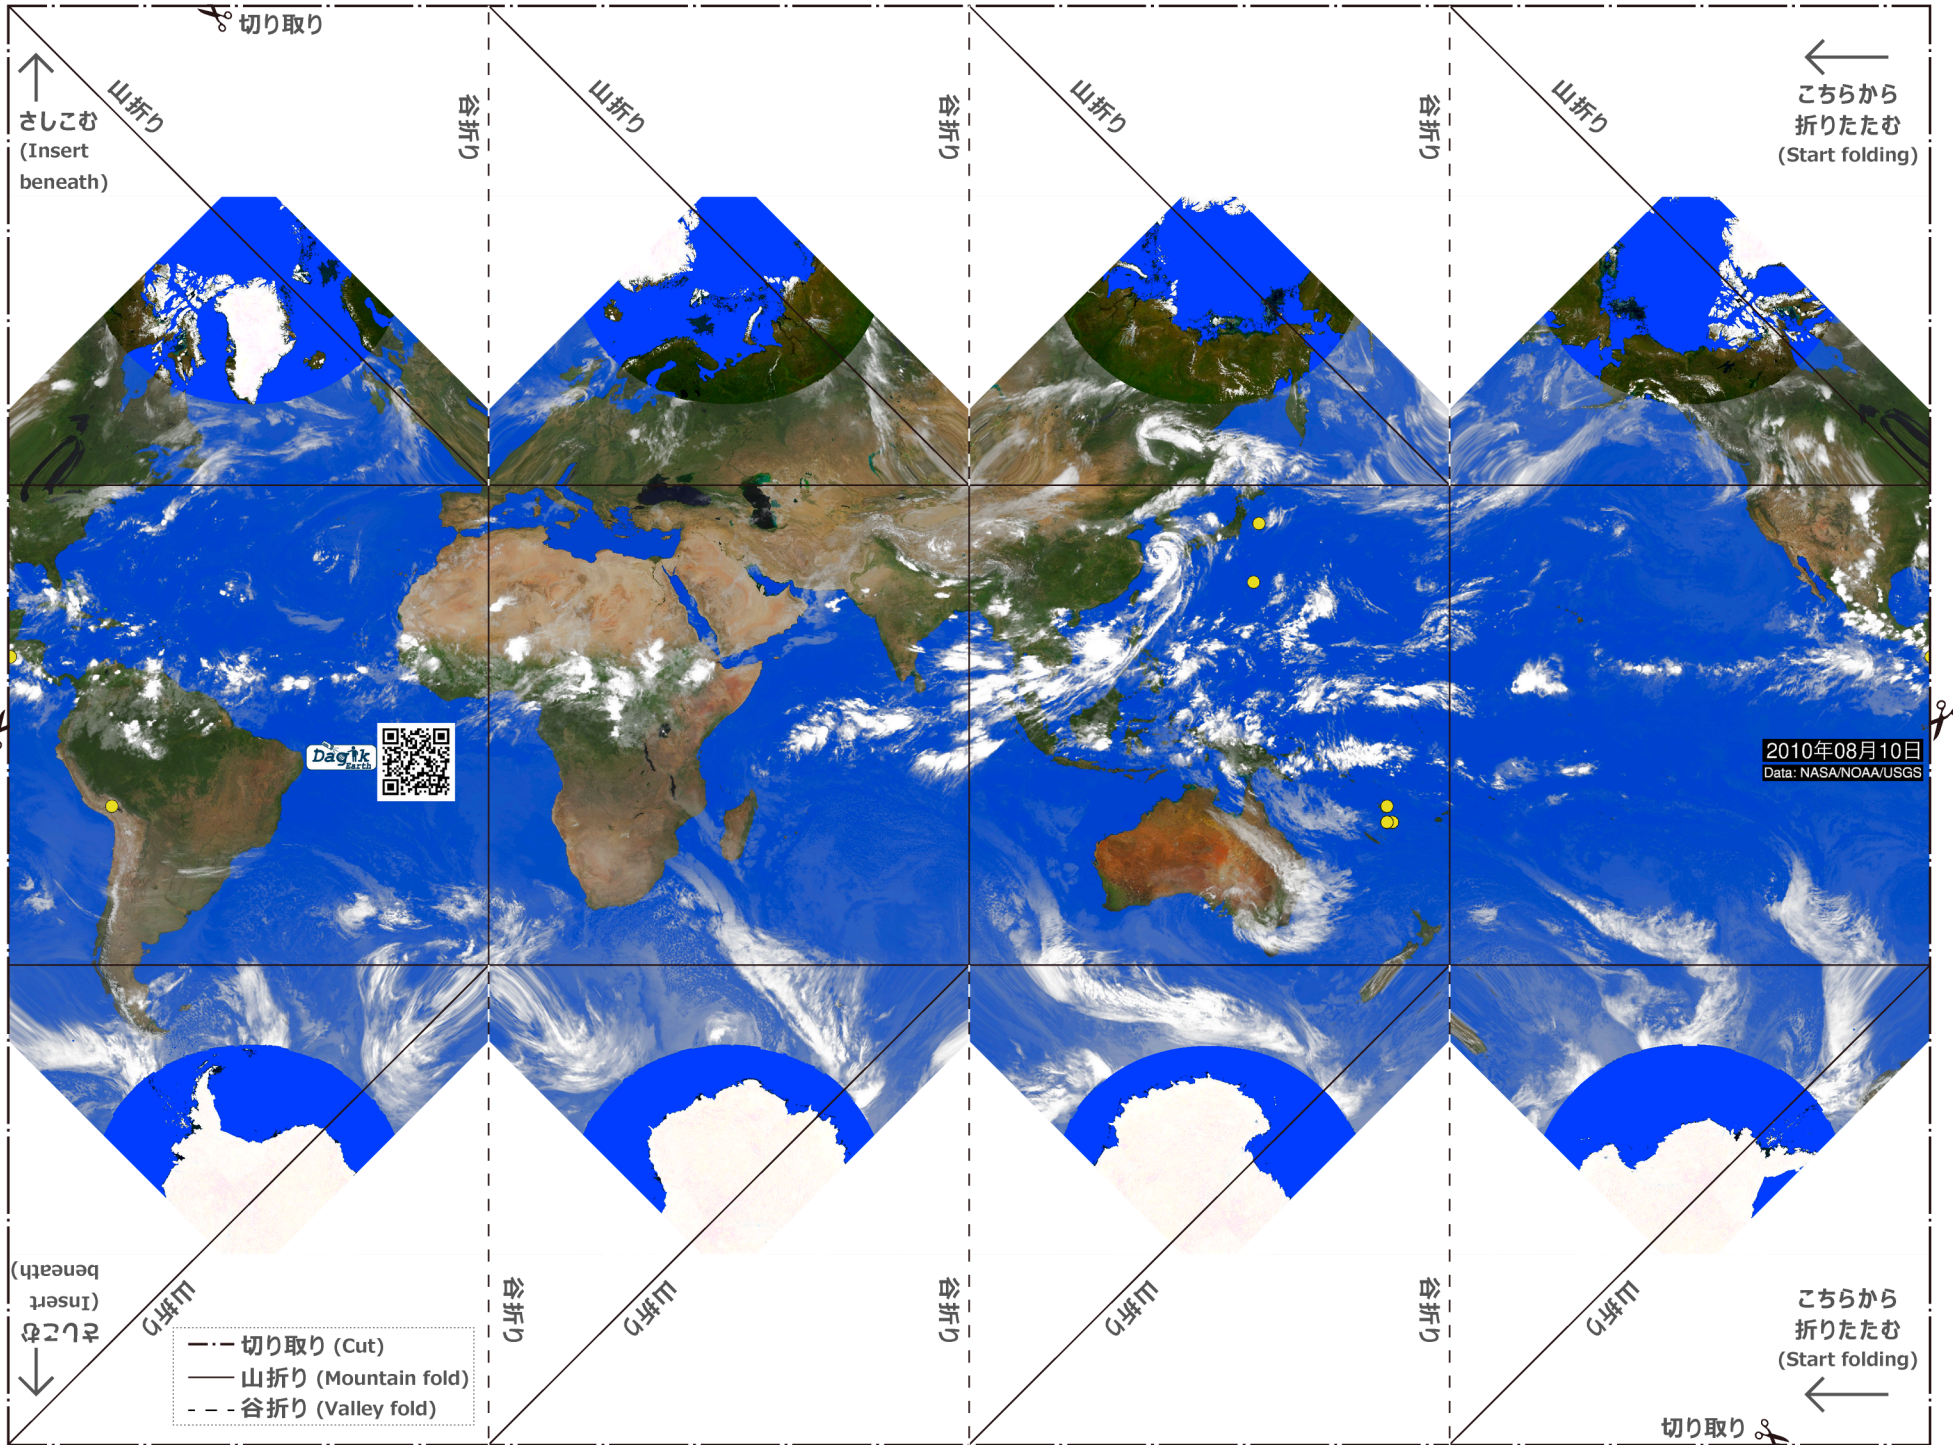 切り取り
山折り
山折り
山折り
山折り
谷折り
谷折り
谷折り
さしこむ
(Insert
beneath)
こちらから
折りたたむ
(Start folding)
Dagik
Earth
2010年08月10日
Data: NASA/NOAA/USGS
さしこむ
(Insert
beneath)
山折り
山折り
山折り
山折り
谷折り
谷折り
谷折り
切り取り (Cut)
山折り (Mountain fold)
谷折り (Valley fold)
こちらから
折りたたむ
(Start folding)
切り取り